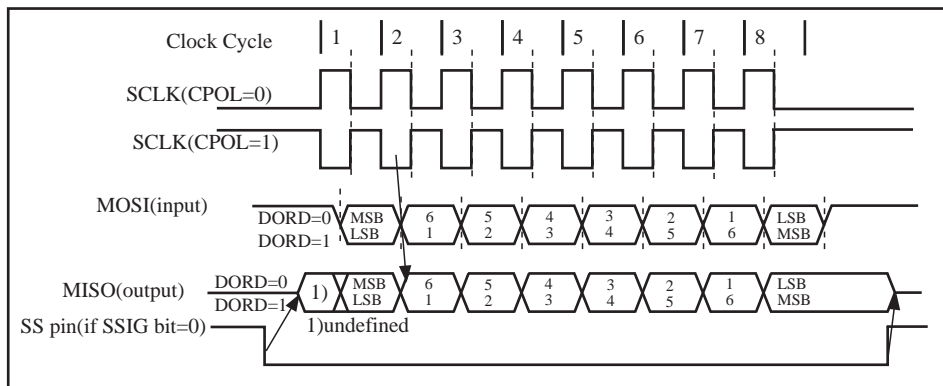 Clock Cycle 1 2 3 4 5 6 7 8
SCLK(CPOL=0)
SCLK(CPOL=1)
MOSI(input)
DORD=0 MSB 6 5 4 3 2 1 LSB
DORD=1 LSB 1 2 3 4 5 6 MSB
MISO(output)
DORD=0 1) MSB 6 5 4 3 2 1 LSB
DORD=1 LSB 1 2 3 4 5 6 MSB
1)undefined
SS pin(if SSIG bit=0)